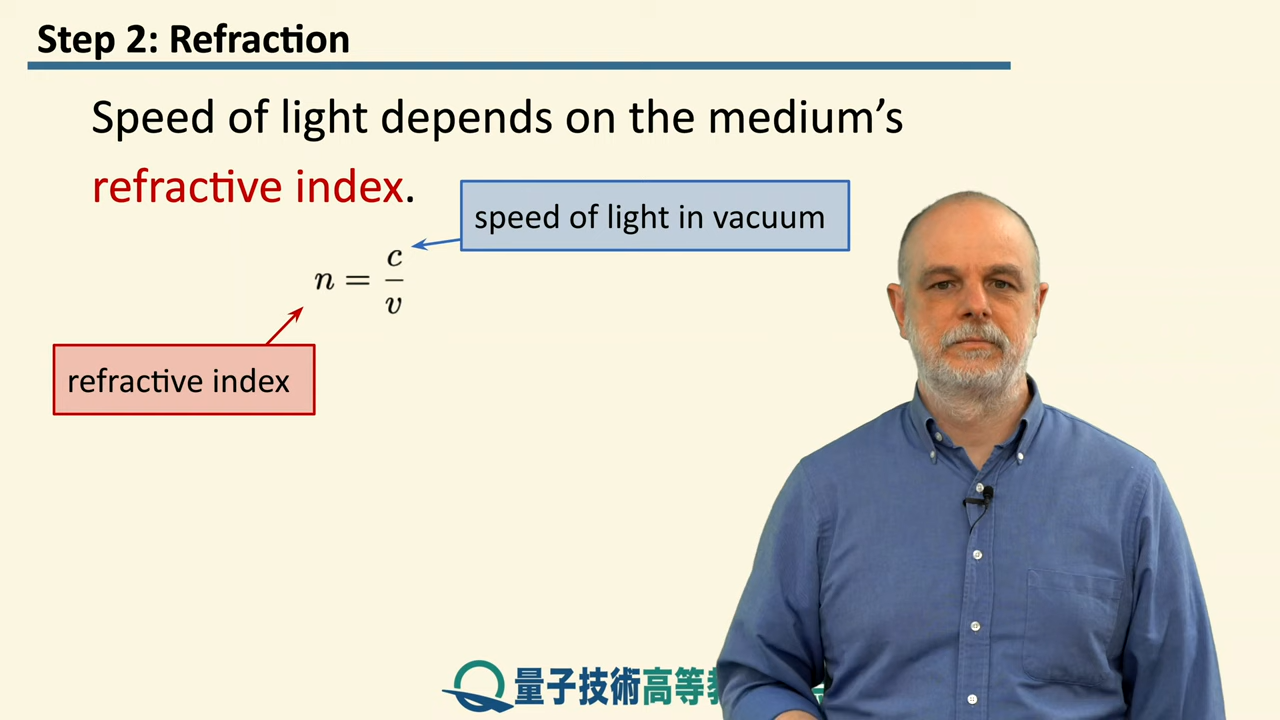 Step 2: Refraction
Speed of light depends on the medium’s
refractive index.
speed of light in vacuum
n = c/v
refractive index
量子技術高等